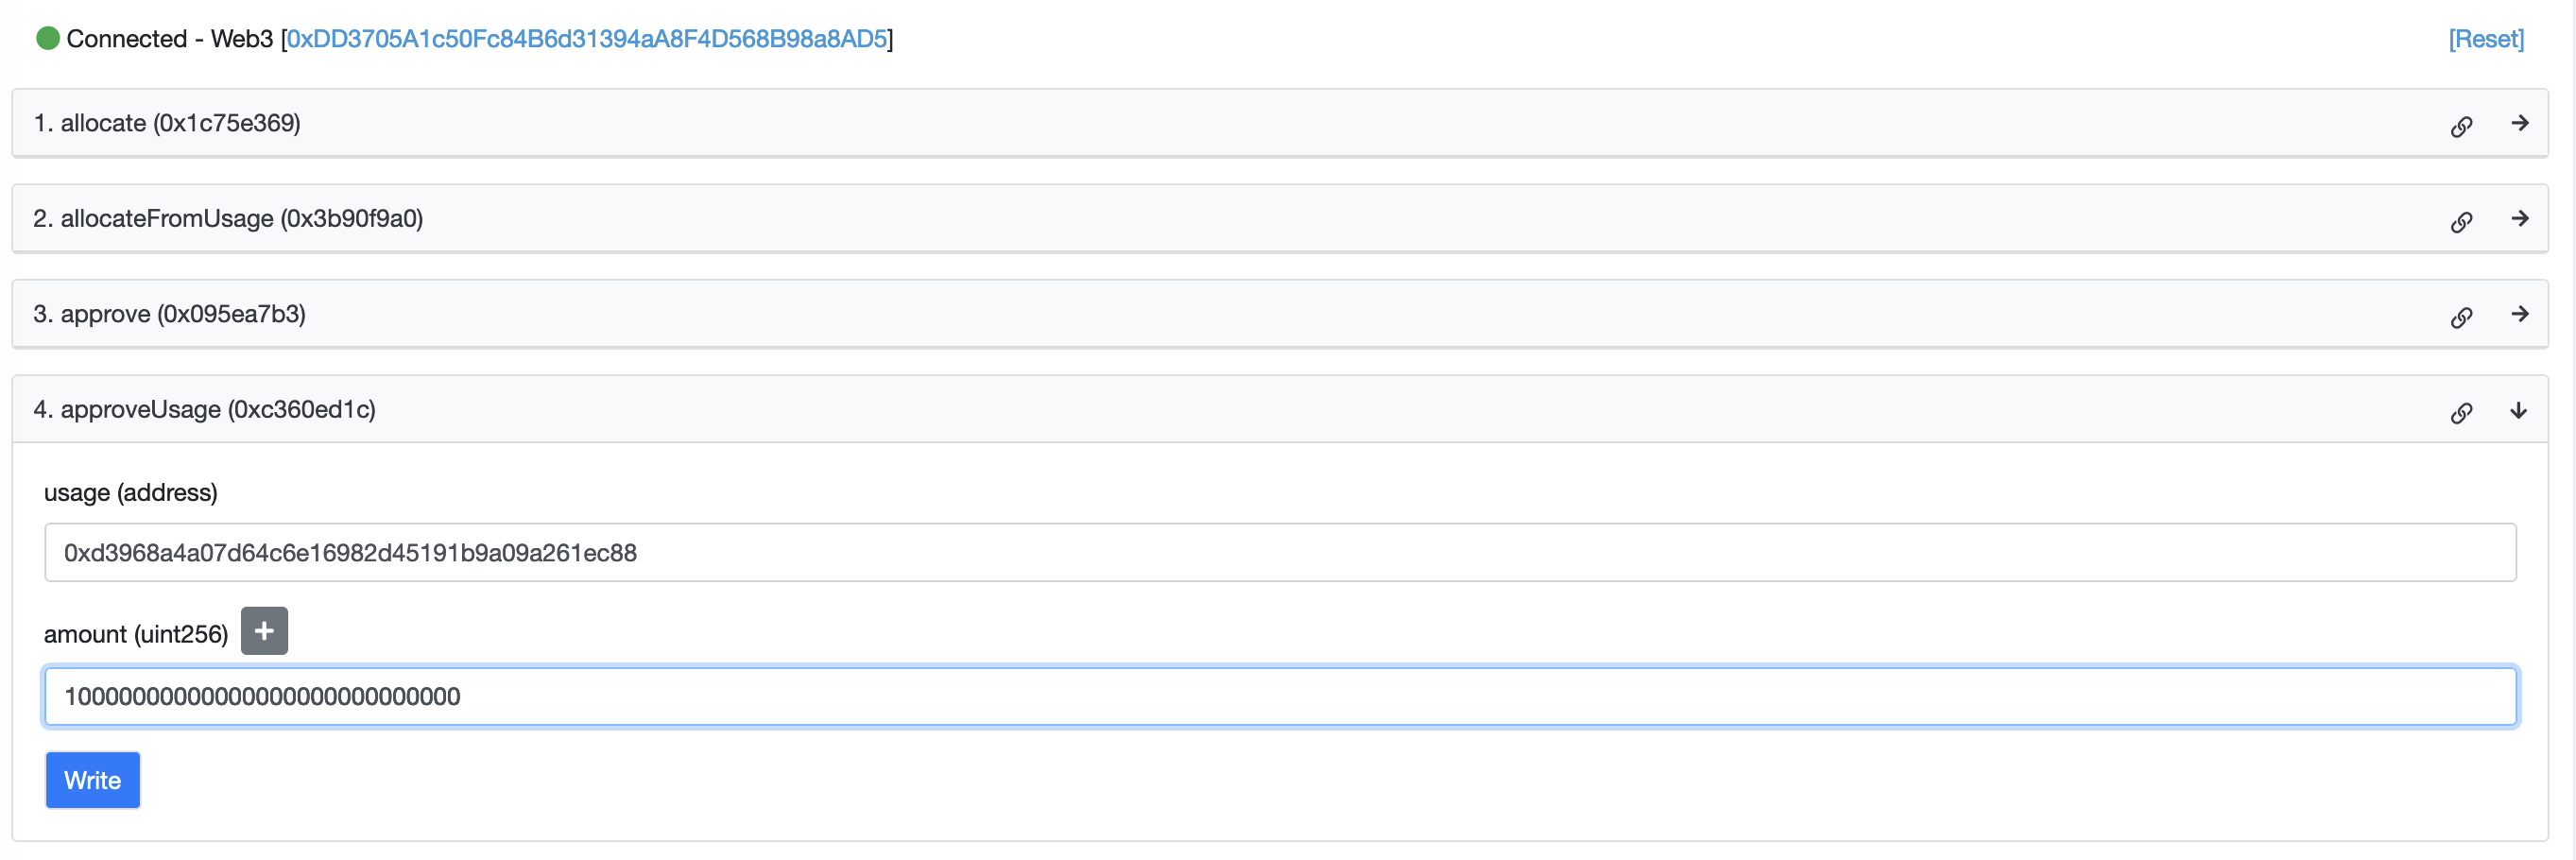 Connected - Web3 [0xDD3705A1c50Fc84B6d31394aA8F4D568B98a8AD5]
[Reset]
1. allocate (0x1c75e369)
2. allocateFromUsage (0x3b90f9a0)
3. approve (0x095ea7b3)
4. approveUsage (0xc360ed1c)
usage (address)
0xd3968a4a07d64c6e16982d45191b9a09a261ec88
amount (uint256) +
10000000000000000000000000000
Write